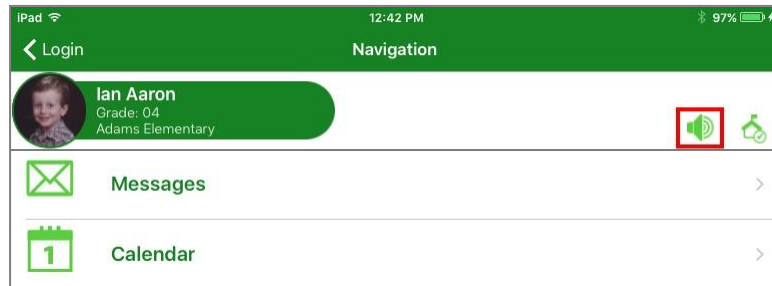 iPad 12:42 PM 97%
Login Navigation
Ian Aaron
Grade: 04
Adams Elementary
Messages
1 Calendar